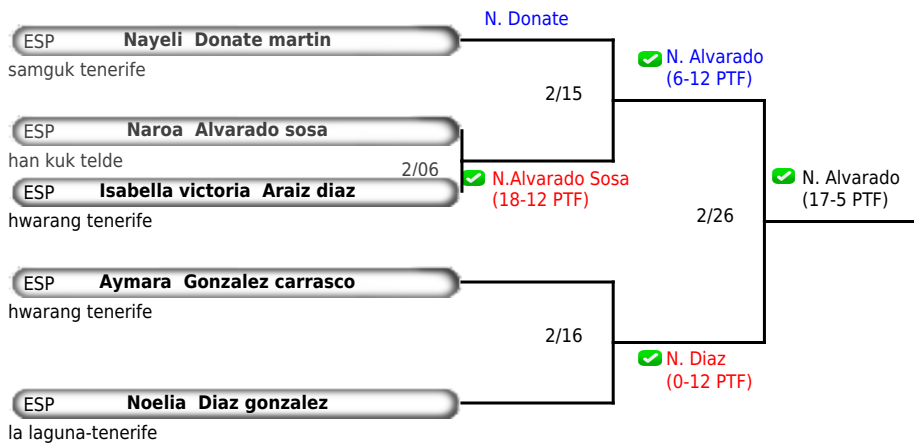 N. Donate
ESP Nayeli Donate martin
samguk tenerife
N. Alvarado
(6-12 PTF)
2/15
ESP Naroa Alvarado sosa
han kuk telde
2/06
N.Alvarado Sosa
(18-12 PTF)
ESP Isabella victoria Araiz diaz
hwarang tenerife
N. Alvarado
(17-5 PTF)
2/26
ESP Aymara Gonzalez carrasco
hwarang tenerife
2/16
N. Diaz
(0-12 PTF)
ESP Noelia Diaz gonzalez
la laguna-tenerife